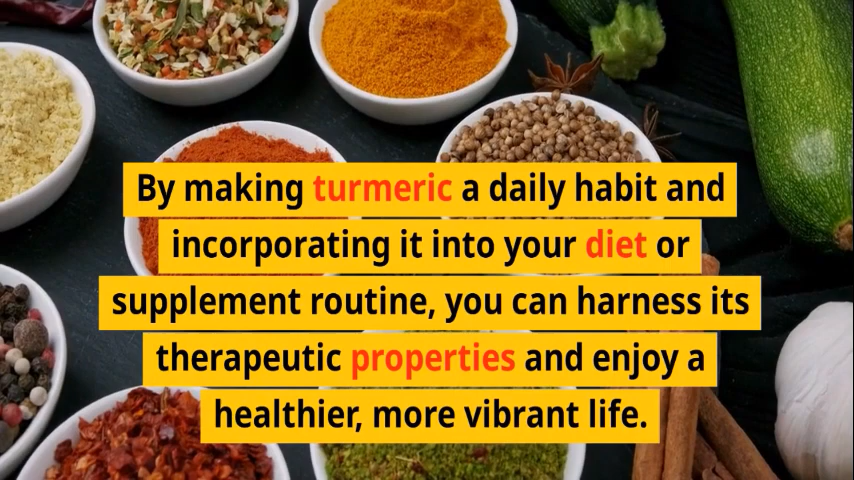 By making turmeric a daily habit and
incorporating it into your diet or
supplement routine, you can harness its
therapeutic properties and enjoy a
healthier, more vibrant life.